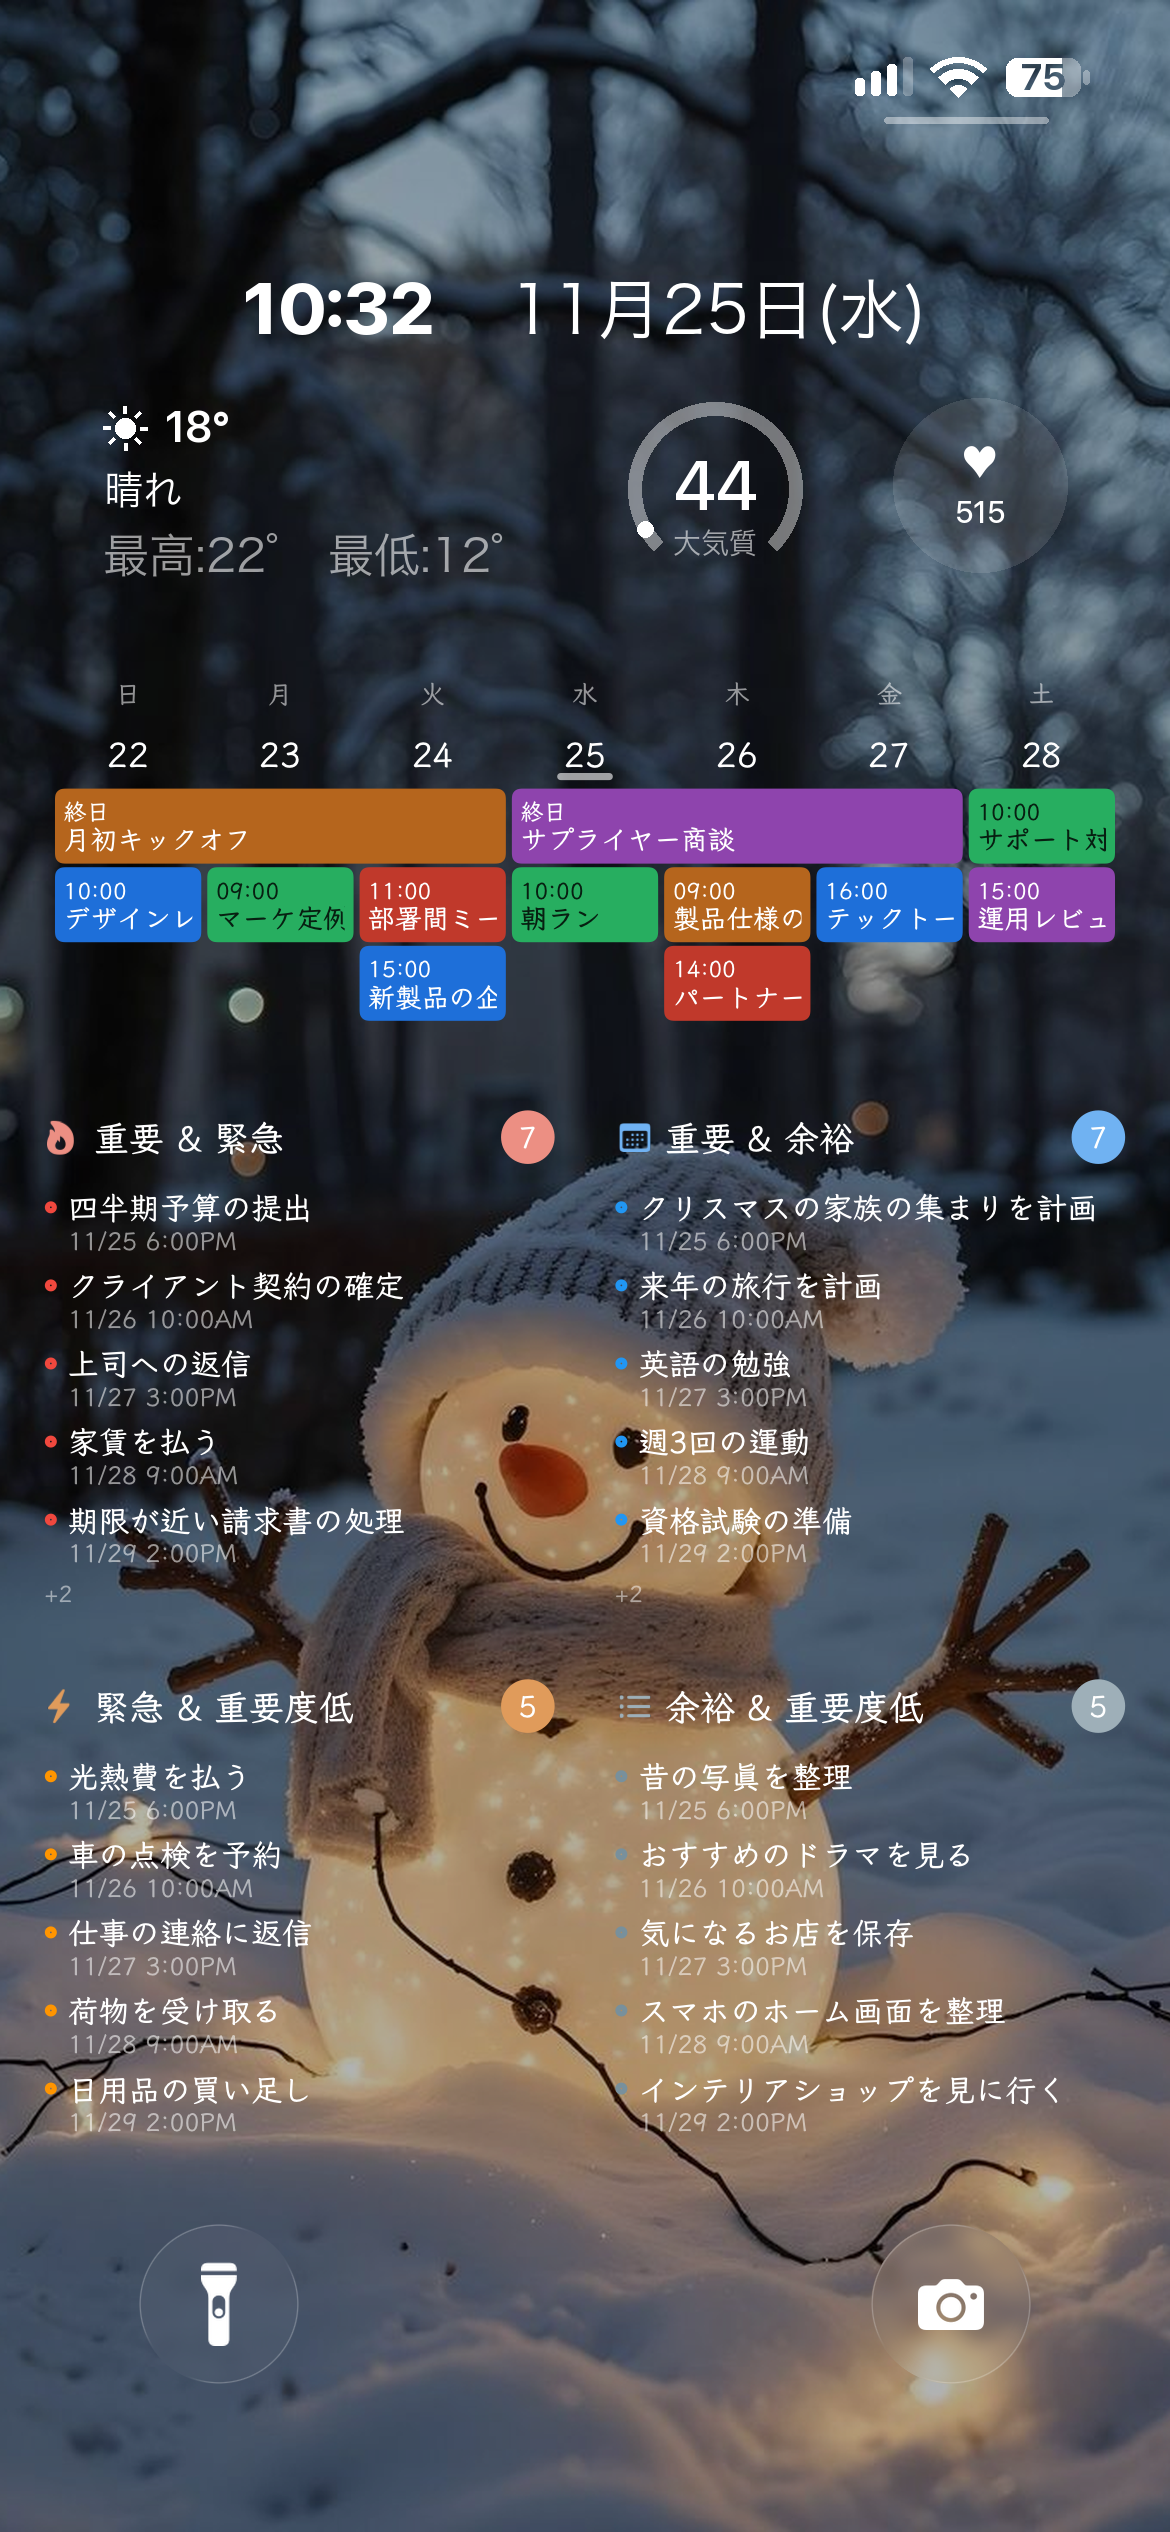 75
10:32 11月25日(水)
18°
晴れ
最高:22° 最低:12°
44
大気質
515
日 月 火 水 木 金 土
22 23 24 25 26 27 28
終日
月初キックオフ
終日
サプライヤー商談
10:00
サポート対
10:00
デザインレ
09:00
マーケ定例
11:00
部署間ミー
10:00
朝ラン
09:00
製品仕様の
16:00
テックトー
15:00
運用レビュ
15:00
新製品の企
14:00
パートナー
重要 & 緊急 7
四半期予算の提出
11/25 6:00PM
クライアント契約の確定
11/26 10:00AM
上司への返信
11/27 3:00PM
家賃を払う
11/28 9:00AM
期限が近い請求書の処理
11/29 2:00PM
+2
重要 & 余裕 7
クリスマスの家族の集まりを計画
11/25 6:00PM
来年の旅行を計画
11/26 10:00AM
英語の勉強
11/27 3:00PM
週3回の運動
11/28 9:00AM
資格試験の準備
11/29 2:00PM
+2
緊急 & 重要度低 5
光熱費を払う
11/25 6:00PM
車の点検を予約
11/26 10:00AM
仕事の連絡に返信
11/27 3:00PM
荷物を受け取る
11/28 9:00AM
日用品の買い足し
11/29 2:00PM
余裕 & 重要度低 5
昔の写真を整理
11/25 6:00PM
おすすめのドラマを見る
11/26 10:00AM
気になるお店を保存
11/27 3:00PM
スマホのホーム画面を整理
11/28 9:00AM
インテリアショップを見に行く
11/29 2:00PM